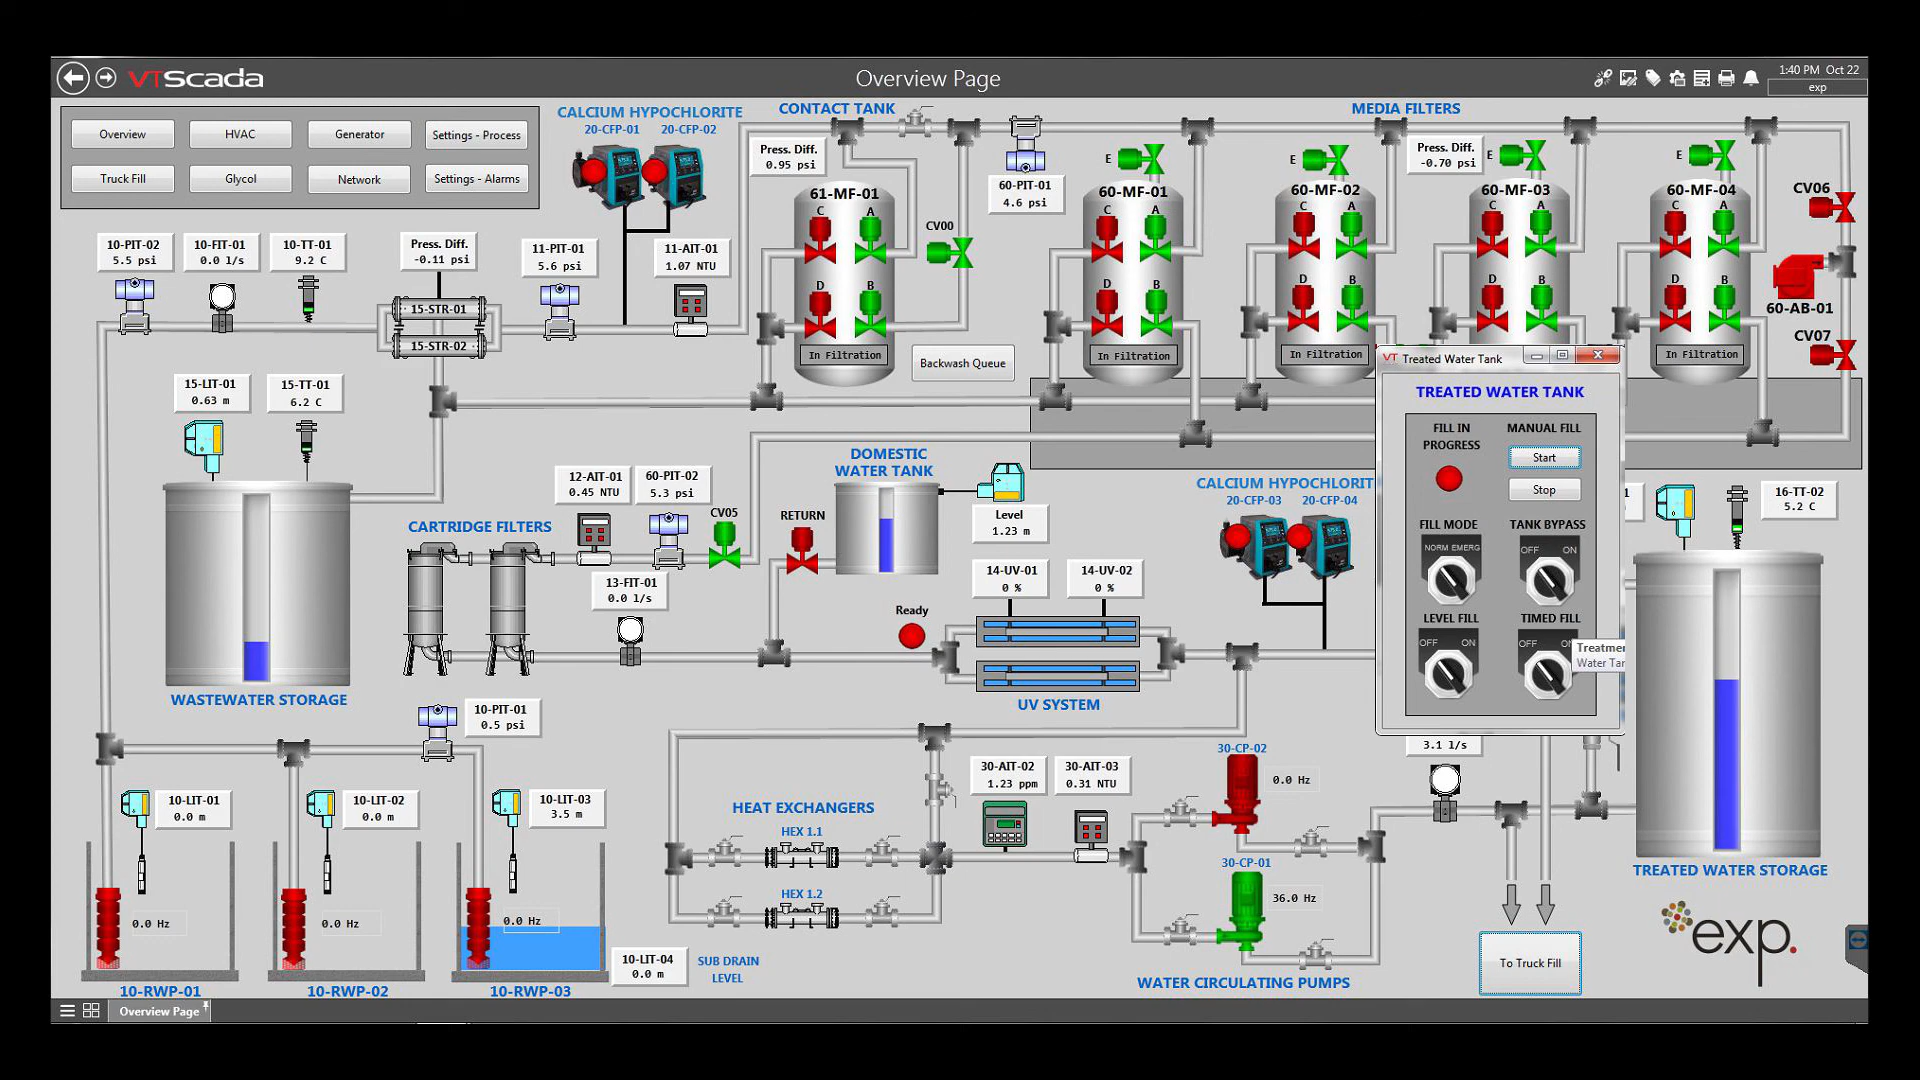 VTScada
Overview Page
1:40 PM Oct 22
exp
Overview
HVAC
Generator
Settings - Process
Truck Fill
Glycol
Network
Settings - Alarms
CALCIUM HYPOCHLORITE
20-CFP-01
20-CFP-02
CONTACT TANK
MEDIA FILTERS
Press. Diff.
0.95 psi
60-PIT-01
4.6 psi
Press. Diff.
-0.70 psi
E
E
E
E
61-MF-01
C
A
D
B
In Filtration
CV00
Backwash Queue
60-MF-01
C
A
D
B
In Filtration
60-MF-02
C
A
D
B
In Filtration
60-MF-03
C
A
D
B
60-MF-04
C
A
D
B
In Filtration
CV06
60-AB-01
CV07
10-PIT-02
5.5 psi
10-FIT-01
0.0 l/s
10-TT-01
9.2 C
Press. Diff.
-0.11 psi
15-STR-01
15-STR-02
11-PIT-01
5.6 psi
11-AIT-01
1.07 NTU
15-LIT-01
0.63 m
15-TT-01
6.2 C
WASTEWATER STORAGE
CARTRIDGE FILTERS
12-AIT-01
0.45 NTU
60-PIT-02
5.3 psi
CV05
13-FIT-01
0.0 l/s
RETURN
DOMESTIC
WATER TANK
Level
1.23 m
14-UV-01
0 %
14-UV-02
0 %
Ready
UV SYSTEM
CALCIUM HYPOCHLORIT
20-CFP-03
20-CFP-04
VT Treated Water Tank
TREATED WATER TANK
FILL IN
PROGRESS
MANUAL FILL
Start
Stop
FILL MODE
NORM EMERG
TANK BYPASS
OFF ON
LEVEL FILL
OFF ON
TIMED FILL
OFF
Treatmer
Water Tar
16-TT-02
5.2 C
TREATED WATER STORAGE
3.1 l/s
10-PIT-01
0.5 psi
10-LIT-01
0.0 m
10-LIT-02
0.0 m
10-LIT-03
3.5 m
0.0 Hz
0.0 Hz
0.0 Hz
10-RWP-01
10-RWP-02
10-RWP-03
10-LIT-04
0.0 m
SUB DRAIN
LEVEL
HEAT EXCHANGERS
HEX 1.1
HEX 1.2
30-AIT-02
1.23 ppm
30-AIT-03
0.31 NTU
30-CP-02
0.0 Hz
30-CP-01
36.0 Hz
WATER CIRCULATING PUMPS
To Truck Fill
exp.
Overview Page